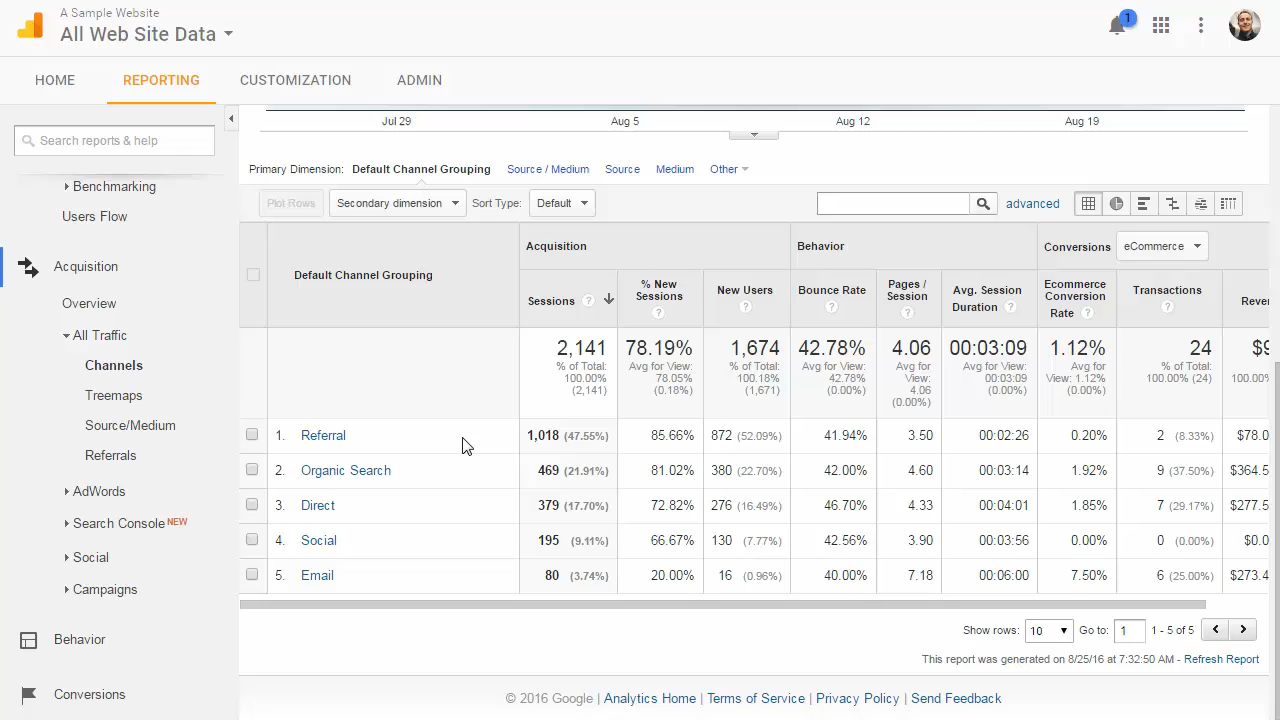 A Sample Website
All Web Site Data
1
HOME REPORTING CUSTOMIZATION ADMIN
Search reports & help
Benchmarking
Users Flow
Acquisition
Overview
All Traffic
Channels
Treemaps
Source/Medium
Referrals
AdWords
Search Console NEW
Social
Campaigns
Behavior
Conversions
Jul 29 Aug 5 Aug 12 Aug 19
Primary Dimension: Default Channel Grouping Source / Medium Source Medium Other
Plot Rows Secondary dimension Sort Type: Default advanced
Default Channel Grouping
Acquisition Behavior Conversions eCommerce
Sessions ?
% New
Sessions
?
New Users
?
Bounce Rate
?
Pages /
Session
?
Avg. Session
Duration ?
Ecommerce
Conversion
Rate ?
Transactions
?
Reve
2,141
% of Total:
100.00%
(2,141)
78.19%
Avg for View:
78.05%
(0.18%)
1,674
% of Total:
100.18%
(1,671)
42.78%
Avg for View:
42.78%
(0.00%)
4.06
Avg for
View:
4.06
(0.00%)
00:03:09
Avg for View:
00:03:09
(0.00%)
1.12%
Avg for
View: 1.12%
(0.00%)
24
% of Total:
100.00% (24)
$9
100.00%
1. Referral 1,018 (47.55%) 85.66% 872 (52.09%) 41.94% 3.50 00:02:26 0.20% 2 (8.33%) $78.0
2. Organic Search 469 (21.91%) 81.02% 380 (22.70%) 42.00% 4.60 00:03:14 1.92% 9 (37.50%) $364.5
3. Direct 379 (17.70%) 72.82% 276 (16.49%) 46.70% 4.33 00:04:01 1.85% 7 (29.17%) $277.5
4. Social 195 (9.11%) 66.67% 130 (7.77%) 42.56% 3.90 00:03:56 0.00% 0 (0.00%) $0.0
5. Email 80 (3.74%) 20.00% 16 (0.96%) 40.00% 7.18 00:06:00 7.50% 6 (25.00%) $273.4
Show rows: 10 Go to: 1 1 - 5 of 5
This report was generated on 8/25/16 at 7:32:50 AM - Refresh Report
© 2016 Google | Analytics Home | Terms of Service | Privacy Policy | Send Feedback